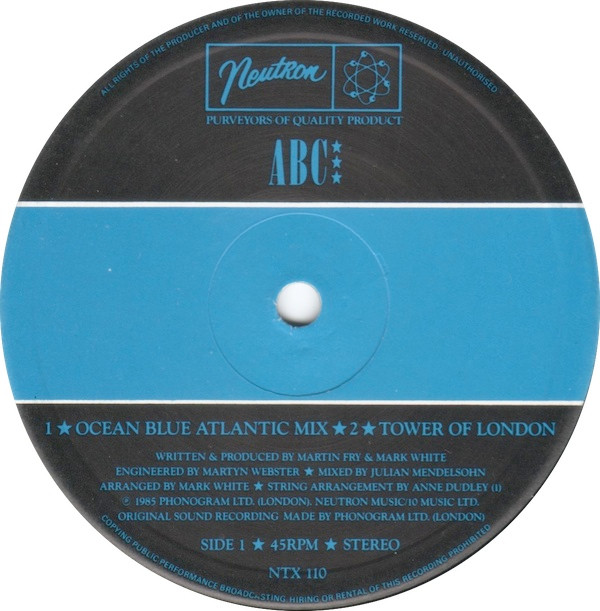 ALL RIGHTS OF THE PRODUCER AND OF THE OWNER OF THE RECORDED WORK RESERVED · UNAUTHORISED
Neutron
PURVEYORS OF QUALITY PRODUCT
ABC★★★
1 ★ OCEAN BLUE ATLANTIC MIX ★ 2 ★ TOWER OF LONDON
WRITTEN & PRODUCED BY MARTIN FRY & MARK WHITE
ENGINEERED BY MARTYN WEBSTER ★ MIXED BY JULIAN MENDELSOHN
ARRANGED BY MARK WHITE ★ STRING ARRANGEMENT BY ANNE DUDLEY (1)
℗ 1985 PHONOGRAM LTD. (LONDON). NEUTRON MUSIC/10 MUSIC LTD.
ORIGINAL SOUND RECORDING MADE BY PHONOGRAM LTD. (LONDON)
SIDE 1 ★ 45RPM ★ STEREO
NTX 110
COPYING PUBLIC PERFORMANCE BROADCASTING, HIRING OR RENTAL OF THIS RECORDING PROHIBITED